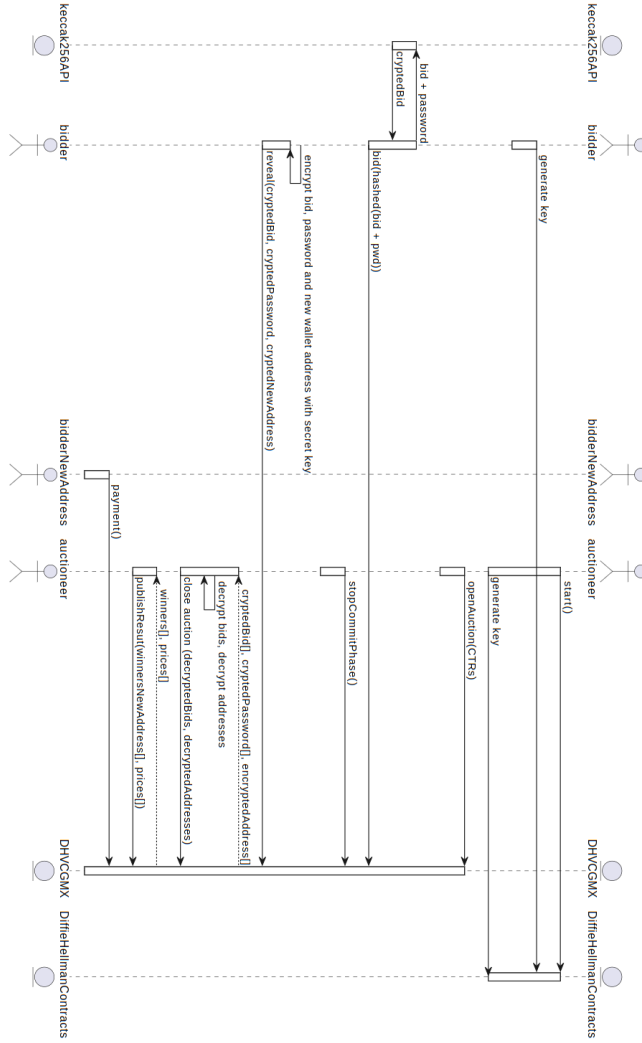 keccak256API
bidder
bidderNewAddress
auctioneer
DHVCGMX
DiffieHellmanContracts
start()
generate key
generate key
openAuction(CTRs)
bid + password
cryptedBid
bid(hashed(bid + pwd))
stopCommitPhase()
encrypt bid, password and new wallet address with secret key
reveal(cryptedBid, cryptedPassword, cryptedNewAddress)
cryptedBid[], cryptedPassword[], encryptedAddress[]
decrypt bids, decrypt addresses
close auction (decryptedBids, decryptedAddresses)
winners[], prices[]
publishResut(winnersNewAddress[], prices[])
payment()
keccak256API
bidder
bidderNewAddress
auctioneer
DHVCGMX
DiffieHellmanContracts